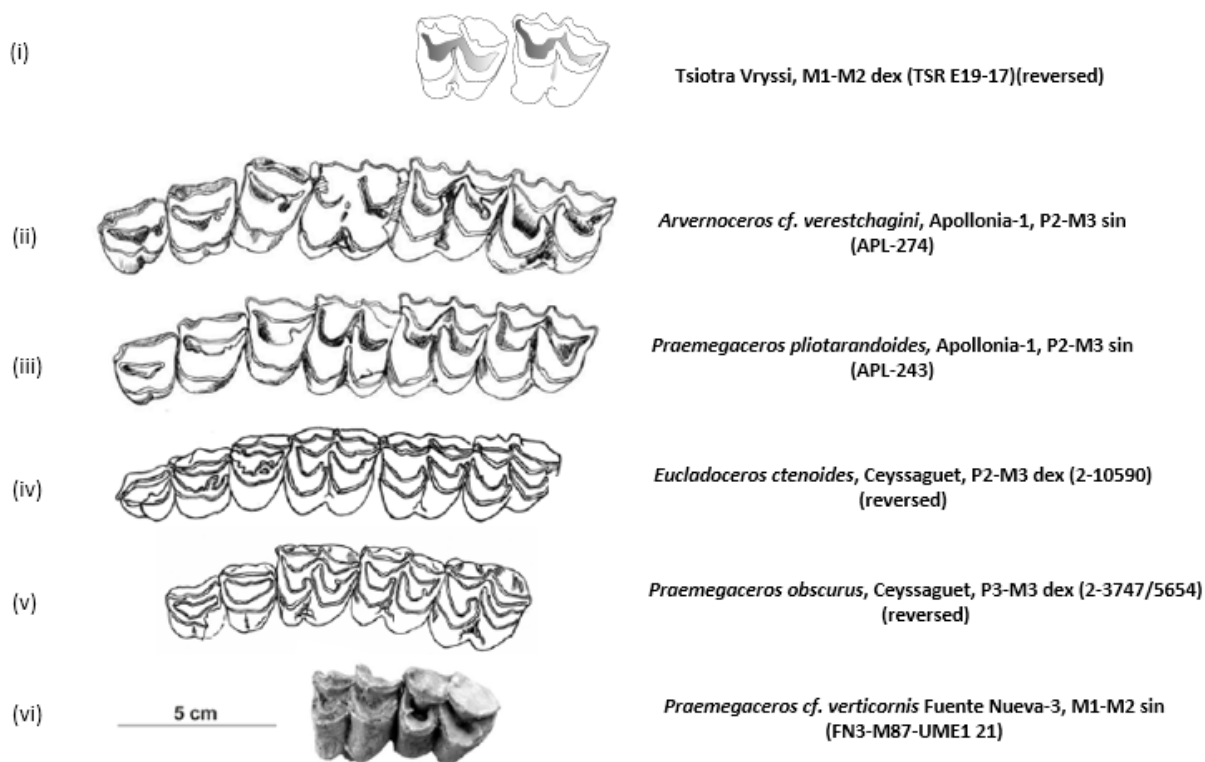 (i)
Tsiotra Vryssi, M1-M2 dex (TSR E19-17)(reversed)
(ii)
Arvernoceros cf. verestchagini, Apollonia-1, P2-M3 sin
(APL-274)
(iii)
Praemegaceros pliotarandoides, Apollonia-1, P2-M3 sin
(APL-243)
(iv)
Eucladoceros ctenoides, Ceyssaguet, P2-M3 dex (2-10590)
(reversed)
(v)
Praemegaceros obscurus, Ceyssaguet, P3-M3 dex (2-3747/5654)
(reversed)
(vi)
5 cm
Praemegaceros cf. verticornis Fuente Nueva-3, M1-M2 sin
(FN3-M87-UME1 21)